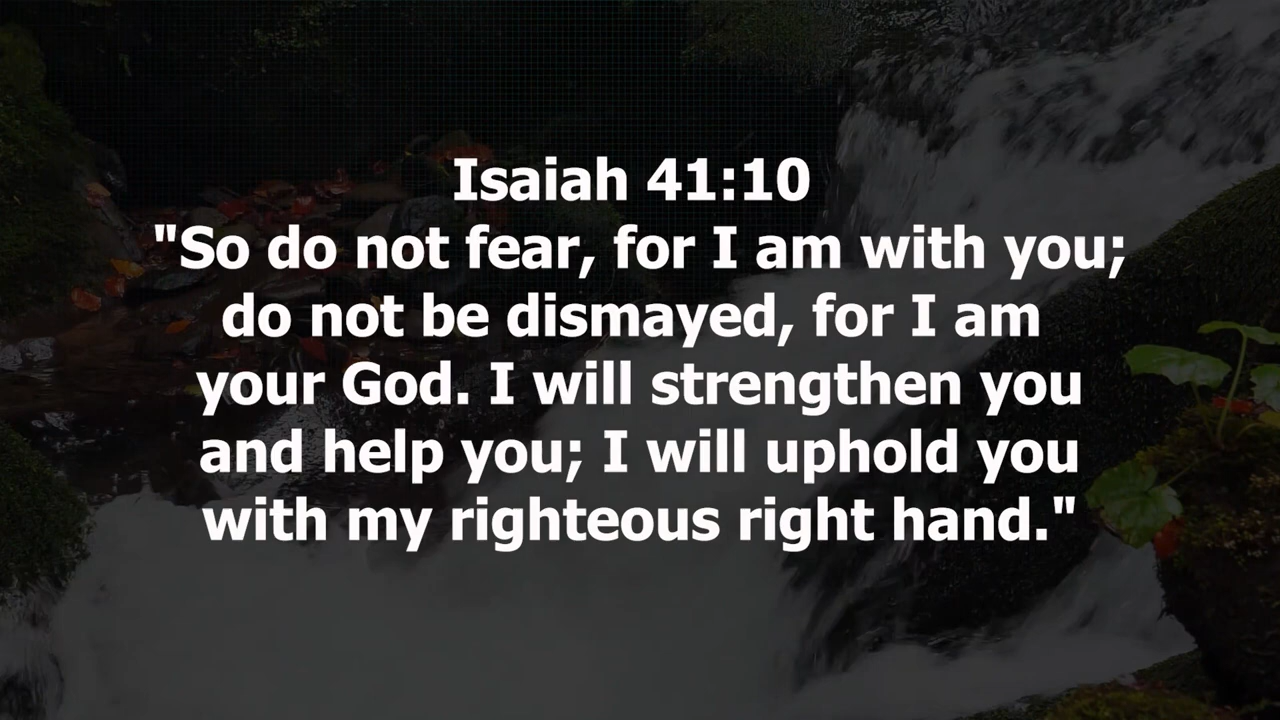 Isaiah 41:10
"So do not fear, for I am with you;
do not be dismayed, for I am
your God. I will strengthen you
and help you; I will uphold you
with my righteous right hand."